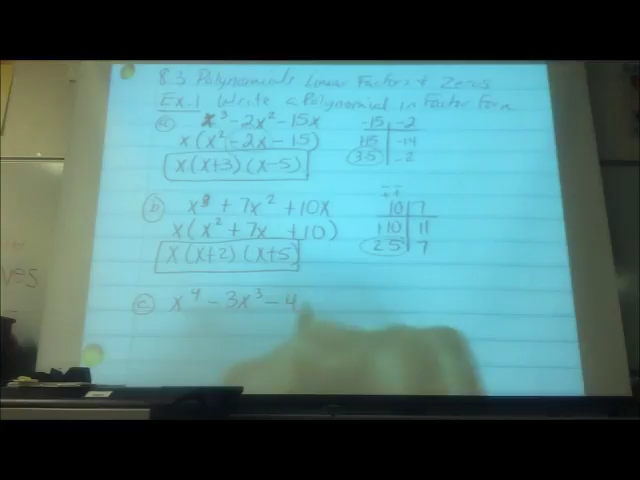 8.3 Polynomials Linear Factors + Zeros
Ex.1 Write a Polynomial in Factor Form
a x³ - 2x² - 15x
x(x² - 2x - 15)
x(x+3)(x-5)
-15 | -2
1 15 | -14
3 5 | -2
b x³ + 7x² + 10x
x(x² + 7x + 10)
x(x+2)(x+5)
-- --
++
10 | 7
1 10 | 11
2 5 | 7
c x⁴ - 3x³ - 4
ves